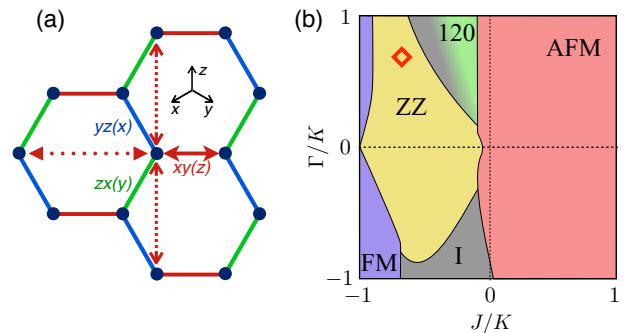 (a)
z
x
y
yz(x)
xy(z)
zx(y)
(b)
1
120
AFM
ZZ
Γ/K
0
FM
I
−1
−1
0
1
J/K